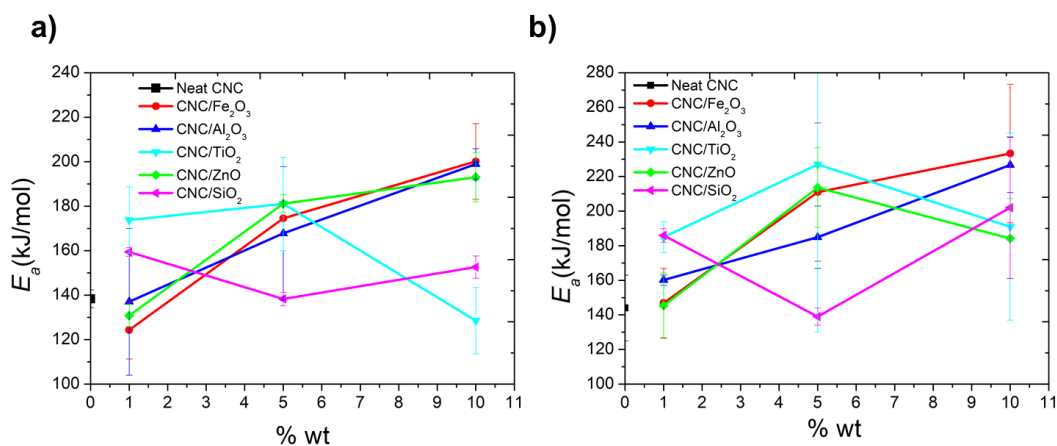 a)
240
220
200
180
160
140
120
100
E_a(kJ/mol)
Neat CNC
CNC/Fe₂O₃
CNC/Al₂O₃
CNC/TiO₂
CNC/ZnO
CNC/SiO₂
0 1 2 3 4 5 6 7 8 9 10 11
% wt
b)
280
260
240
220
200
180
160
140
120
100
E_a(kJ/mol)
Neat CNC
CNC/Fe₂O₃
CNC/Al₂O₃
CNC/TiO₂
CNC/ZnO
CNC/SiO₂
0 1 2 3 4 5 6 7 8 9 10 11
% wt